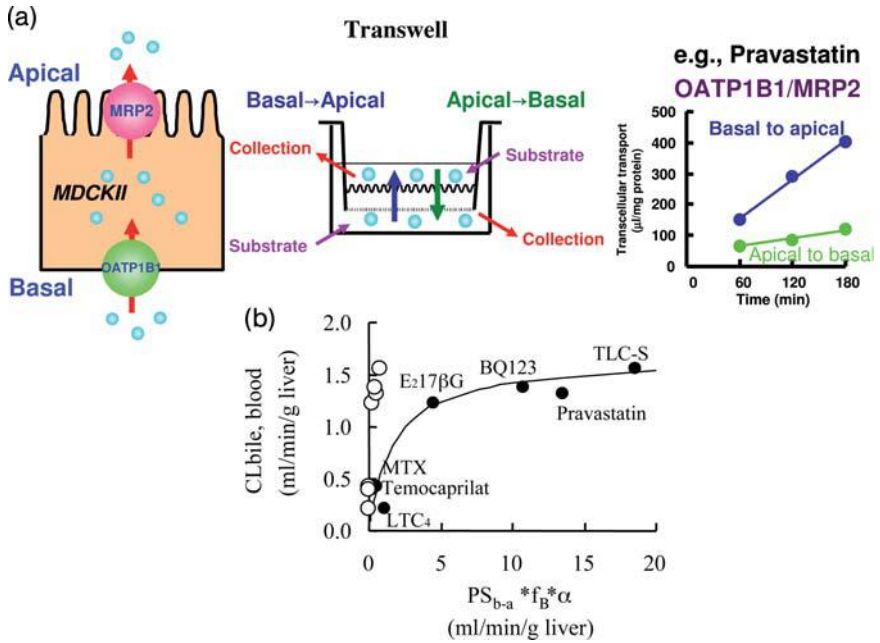 (a)
Transwell
Apical
MRP2
MDCKII
OATP1B1
Basal
Basal→Apical
Apical→Basal
Collection
Substrate
Substrate
Collection
e.g., Pravastatin
OATP1B1/MRP2
Transcellular transport
(μl/mg protein)
500
400
300
200
100
0
Basal to apical
Apical to basal
0 60 120 180
Time (min)
(b)
CLbile, blood
(ml/min/g liver)
2.0
1.5
1.0
0.5
0.0
E₂17βG
BQ123
TLC-S
Pravastatin
MTX
Temocaprilat
LTC₄
0 5 10 15 20
PS_b-a *f_B*α
(ml/min/g liver)